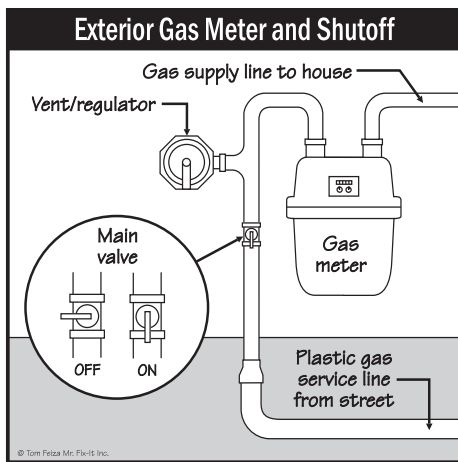 Exterior Gas Meter and Shutoff
Gas supply line to house
Vent/regulator
Main
valve
OFF ON
Gas
meter
Plastic gas
service line
from street
© Tom Feiza Mr. Fix-It Inc.